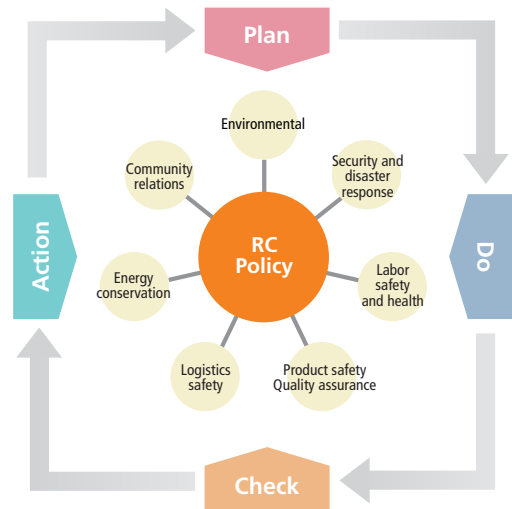 Plan
Environmental
Security and
disaster
response
Community
relations
Action
RC
Policy
Do
Energy
conservation
Labor
safety
and health
Logistics
safety
Product safety
Quality assurance
Check